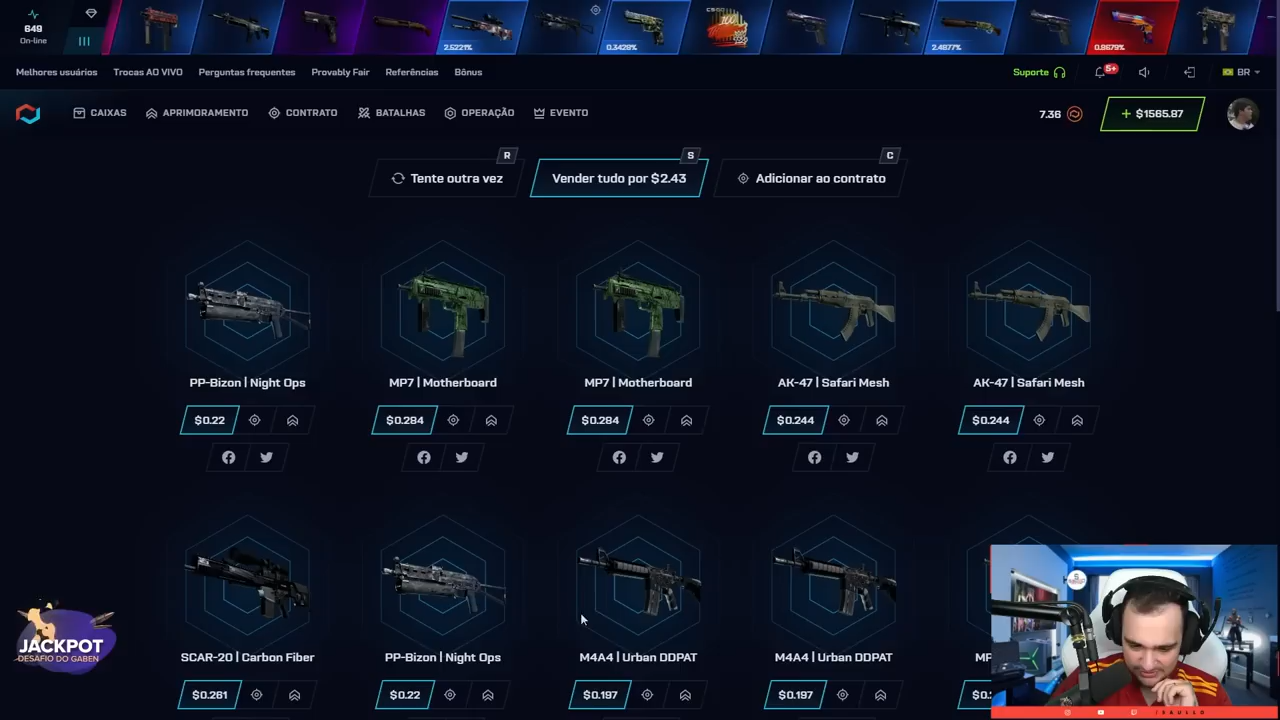 649
On-line
2.5221%
0.3428%
2.4877%
0.8679%
Melhores usuários
Trocas AO VIVO
Perguntas frequentes
Provably Fair
Referências
Bônus
Suporte
5+
BR
CAIXAS
APRIMORAMENTO
CONTRATO
BATALHAS
OPERAÇÃO
EVENTO
7.36
+ $1565.87
R
S
C
Tente outra vez
Vender tudo por $2.43
Adicionar ao contrato
PP-Bizon | Night Ops
MP7 | Motherboard
MP7 | Motherboard
AK-47 | Safari Mesh
AK-47 | Safari Mesh
$0.22
$0.284
$0.284
$0.244
$0.244
SCAR-20 | Carbon Fiber
PP-Bizon | Night Ops
M4A4 | Urban DDPAT
M4A4 | Urban DDPAT
$0.261
$0.22
$0.197
$0.197
JACKPOT
DESAFIO DO GABEN